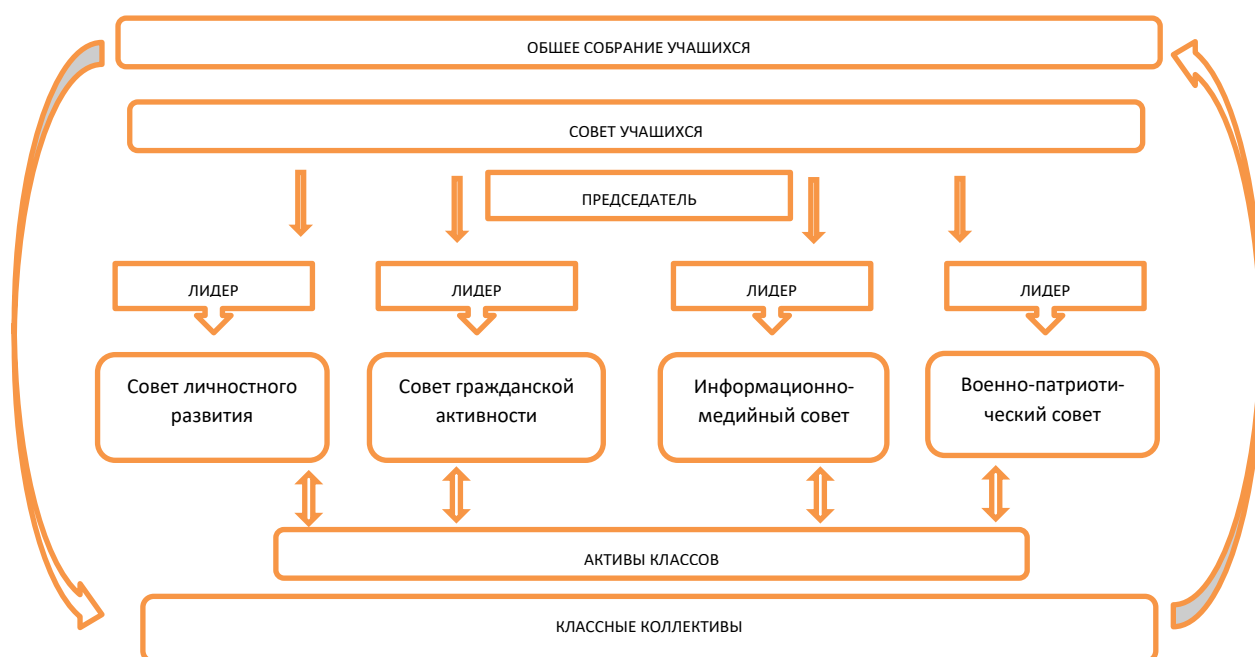 ОБЩЕЕ СОБРАНИЕ УЧАШИХСЯ
СОВЕТ УЧАЩИХСЯ
ПРЕДСЕДАТЕЛЬ
ЛИДЕР
ЛИДЕР
ЛИДЕР
ЛИДЕР
Совет личностного
развития
Совет гражданской
активности
Информационно-
медийный совет
Военно-патриоти-
ческий совет
АКТИВЫ КЛАССОВ
КЛАССНЫЕ КОЛЛЕКТИВЫ